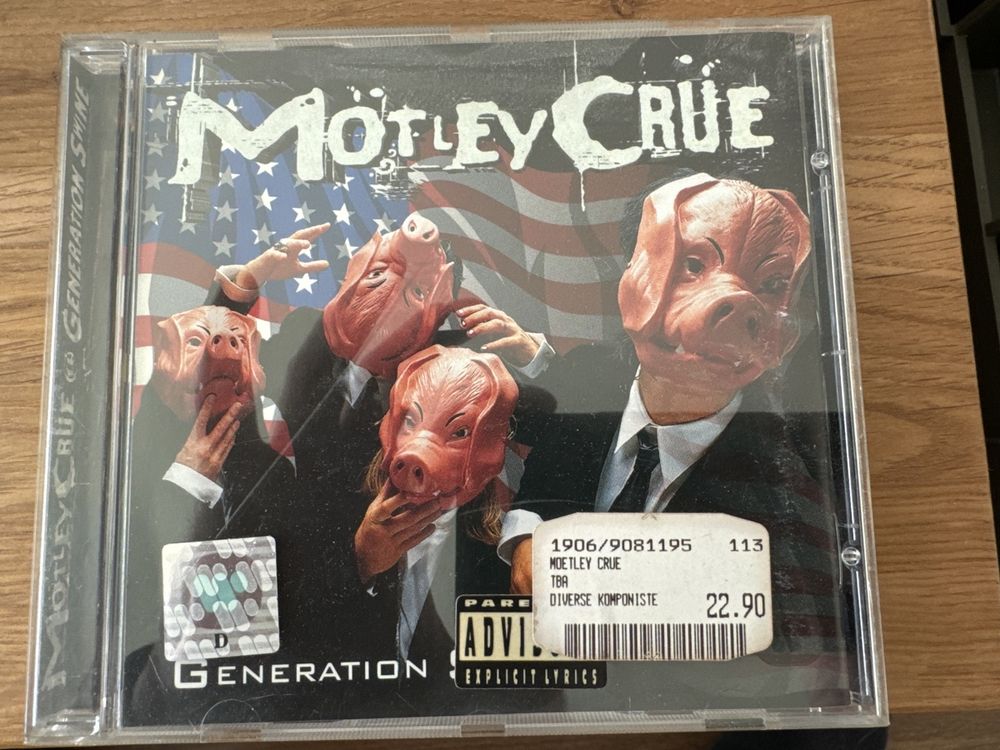 MÖTLEY CRÜE GENERATION SWINE
MÖTLEY CRÜE
1906/9081195 113
MOETLEY CRUE
TBA
DIVERSE KOMPONISTE
22.90
D
PARE
ADVI
EXPLICIT LYRICS
GENERATION S